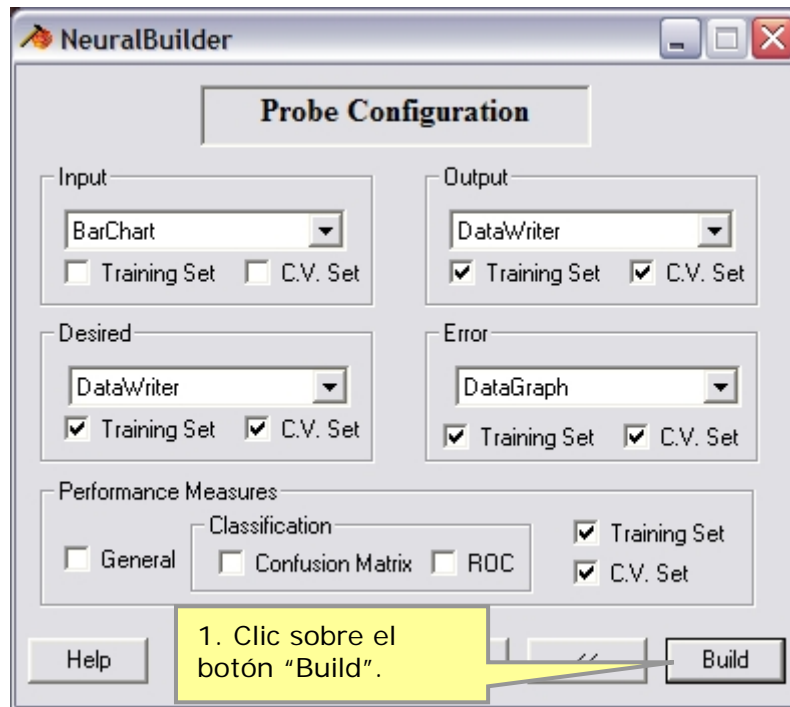 NeuralBuilder
Probe Configuration
Input
BarChart
Training Set C.V. Set
Output
DataWriter
Training Set C.V. Set
Desired
DataWriter
Training Set C.V. Set
Error
DataGraph
Training Set C.V. Set
Performance Measures
General
Classification
Confusion Matrix ROC
Training Set
C.V. Set
Help
1. Clic sobre el
botón “Build”.
Build